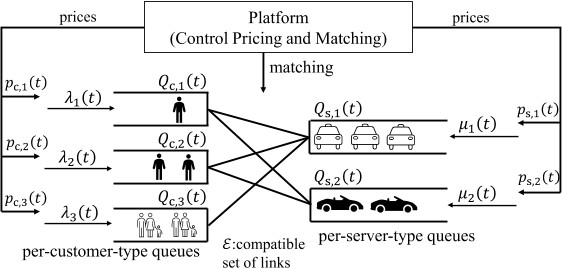 prices
Platform
(Control Pricing and Matching)
prices
matching
p_{c,1}(t)
λ_1(t)
Q_{c,1}(t)
Q_{s,1}(t)
μ_1(t)
p_{s,1}(t)
p_{c,2}(t)
λ_2(t)
Q_{c,2}(t)
Q_{s,2}(t)
μ_2(t)
p_{s,2}(t)
p_{c,3}(t)
λ_3(t)
Q_{c,3}(t)
per-customer-type queues
ℰ:compatible
set of links
per-server-type queues